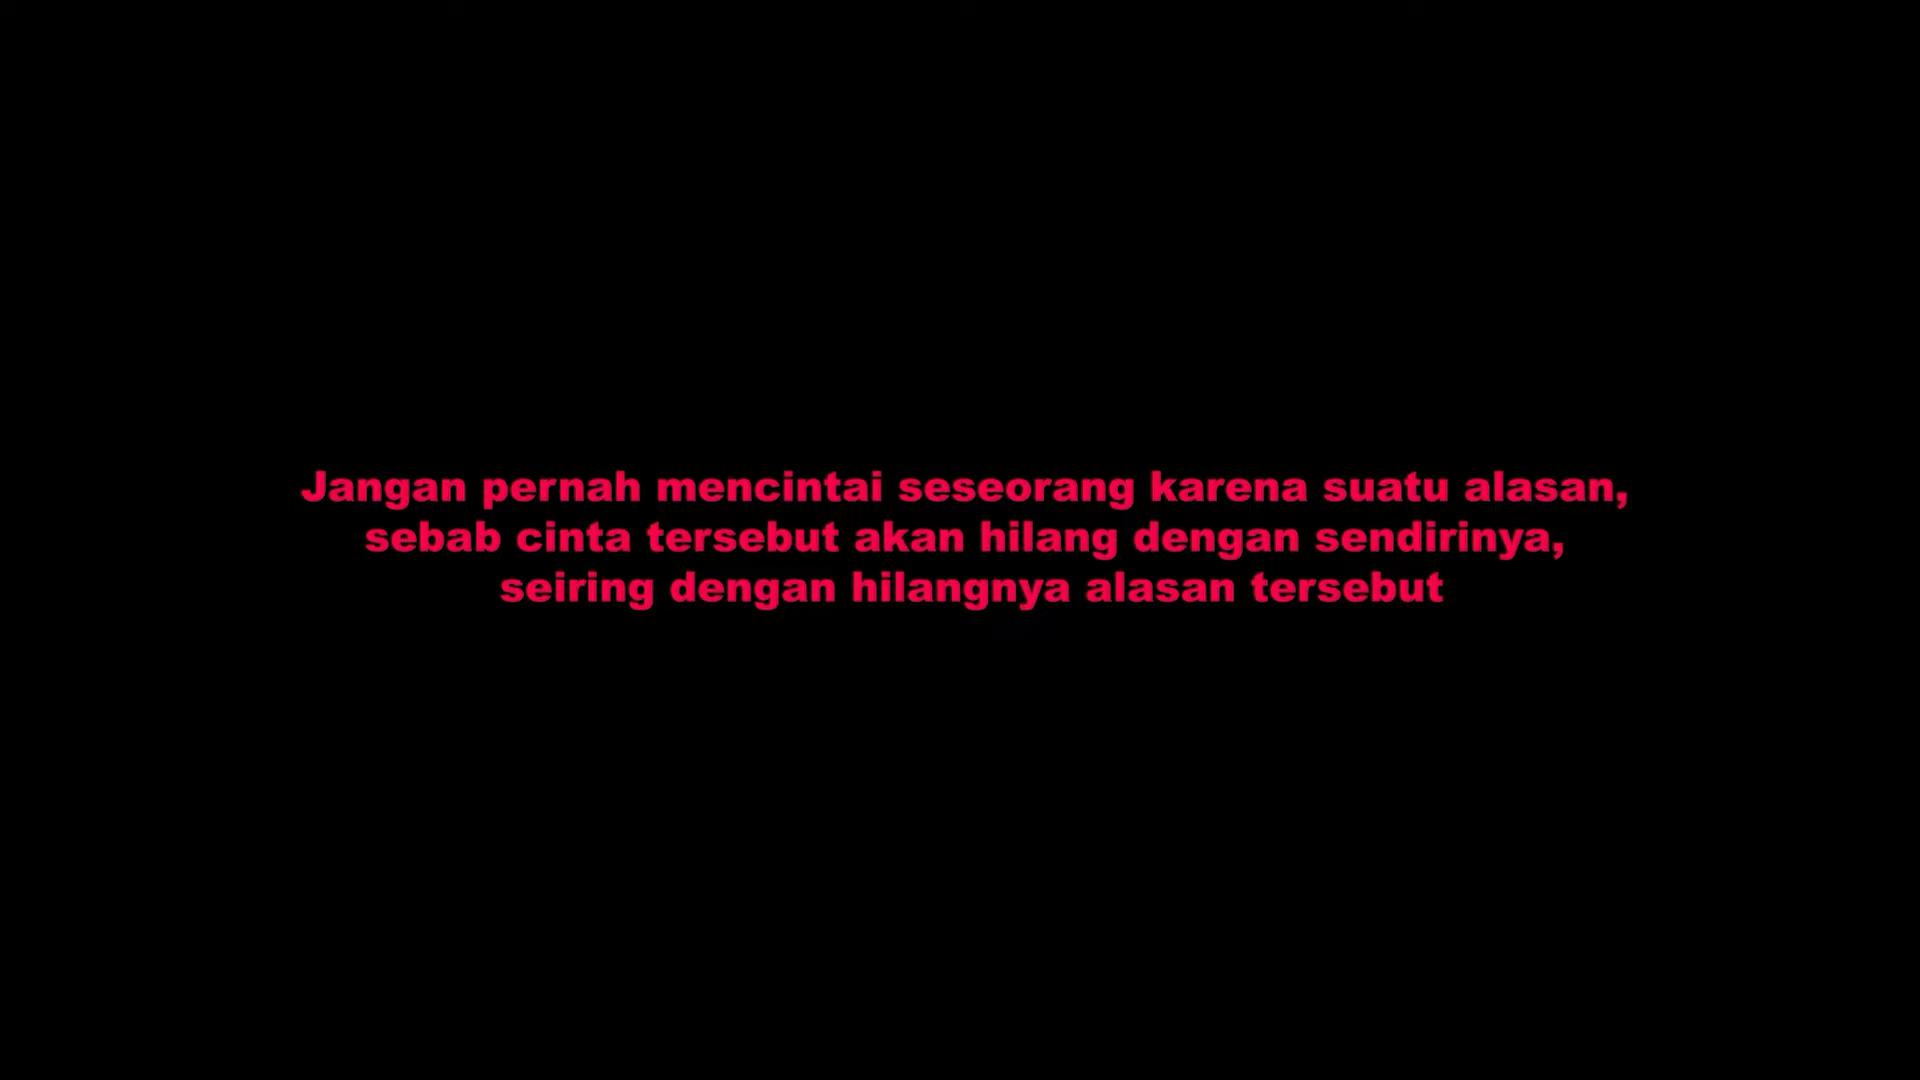 Jangan pernah mencintai seseorang karena suatu alasan,
sebab cinta tersebut akan hilang dengan sendirinya,
seiring dengan hilangnya alasan tersebut